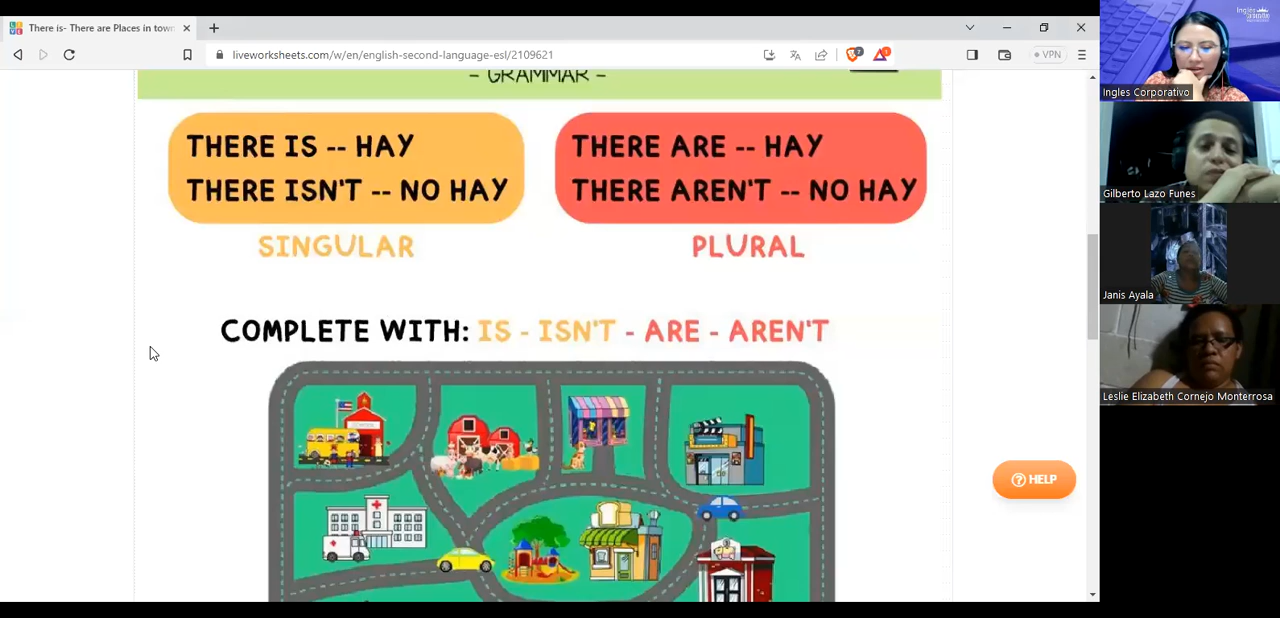 There is- There are Places in town
liveworksheets.com/w/en/english-second-language-esl/2109621
VPN
- GRAMMAR -
THERE IS -- HAY
THERE ISN'T -- NO HAY
SINGULAR
THERE ARE -- HAY
THERE AREN'T -- NO HAY
PLURAL
COMPLETE WITH: IS - ISN'T - ARE - AREN'T
HELP
Ingles Corporativo
Gilberto Lazo Funes
Janis Ayala
Leslie Elizabeth Cornejo Monterrosa